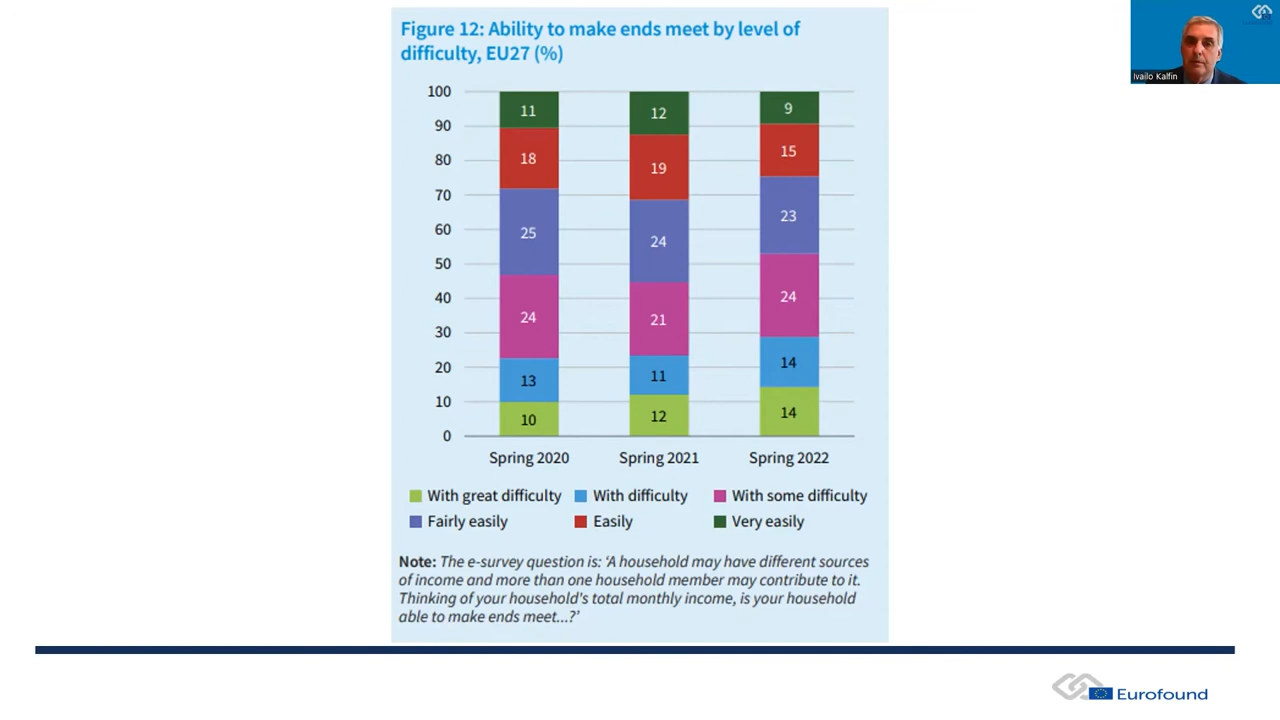 Figure 12: Ability to make ends meet by level of
difficulty, EU27 (%)
Ivailo Kalfin
100
90
80
70
60
50
40
30
20
10
0
11
18
25
24
13
10
12
19
24
21
11
12
9
15
23
24
14
14
Spring 2020
Spring 2021
Spring 2022
With great difficulty
With difficulty
With some difficulty
Fairly easily
Easily
Very easily
Note: The e-survey question is: ‘A household may have different sources
of income and more than one household member may contribute to it.
Thinking of your household's total monthly income, is your household
able to make ends meet...?’
Eurofound